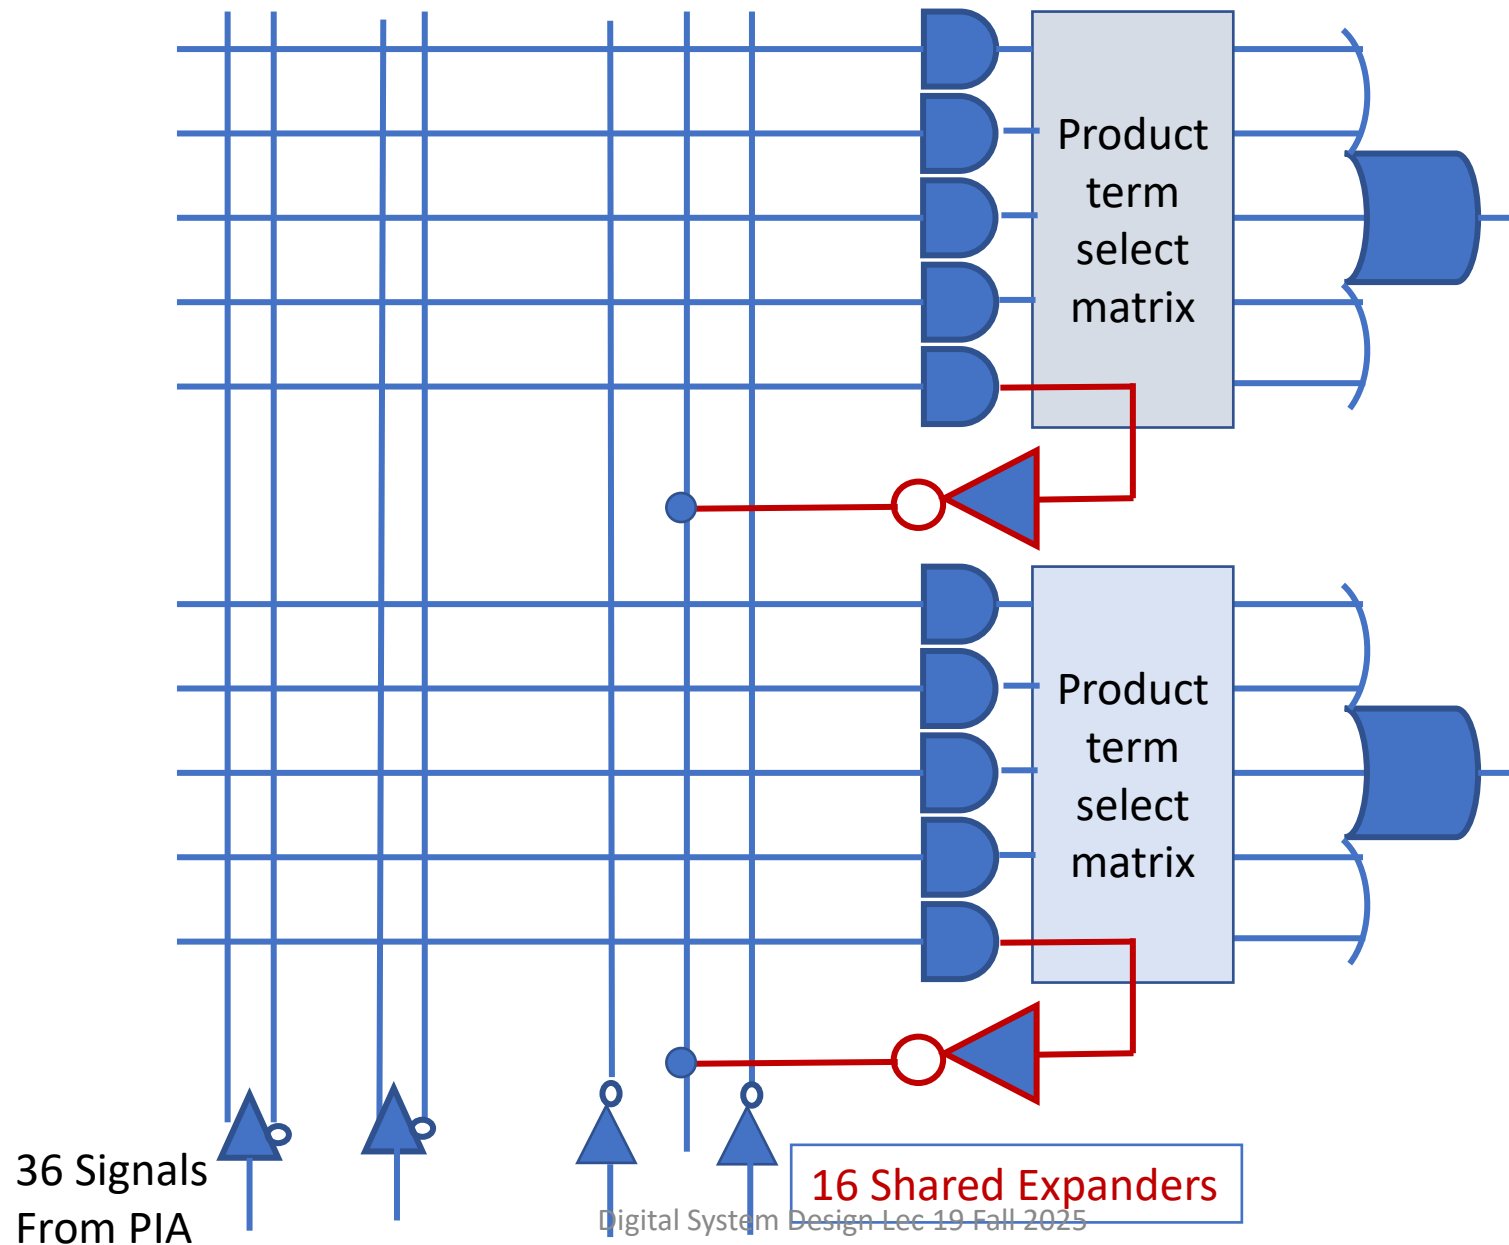 Product
term
select
matrix
Product
term
select
matrix
36 Signals
From PIA
16 Shared Expanders
Digital System Design Lec 19 Fall 2025